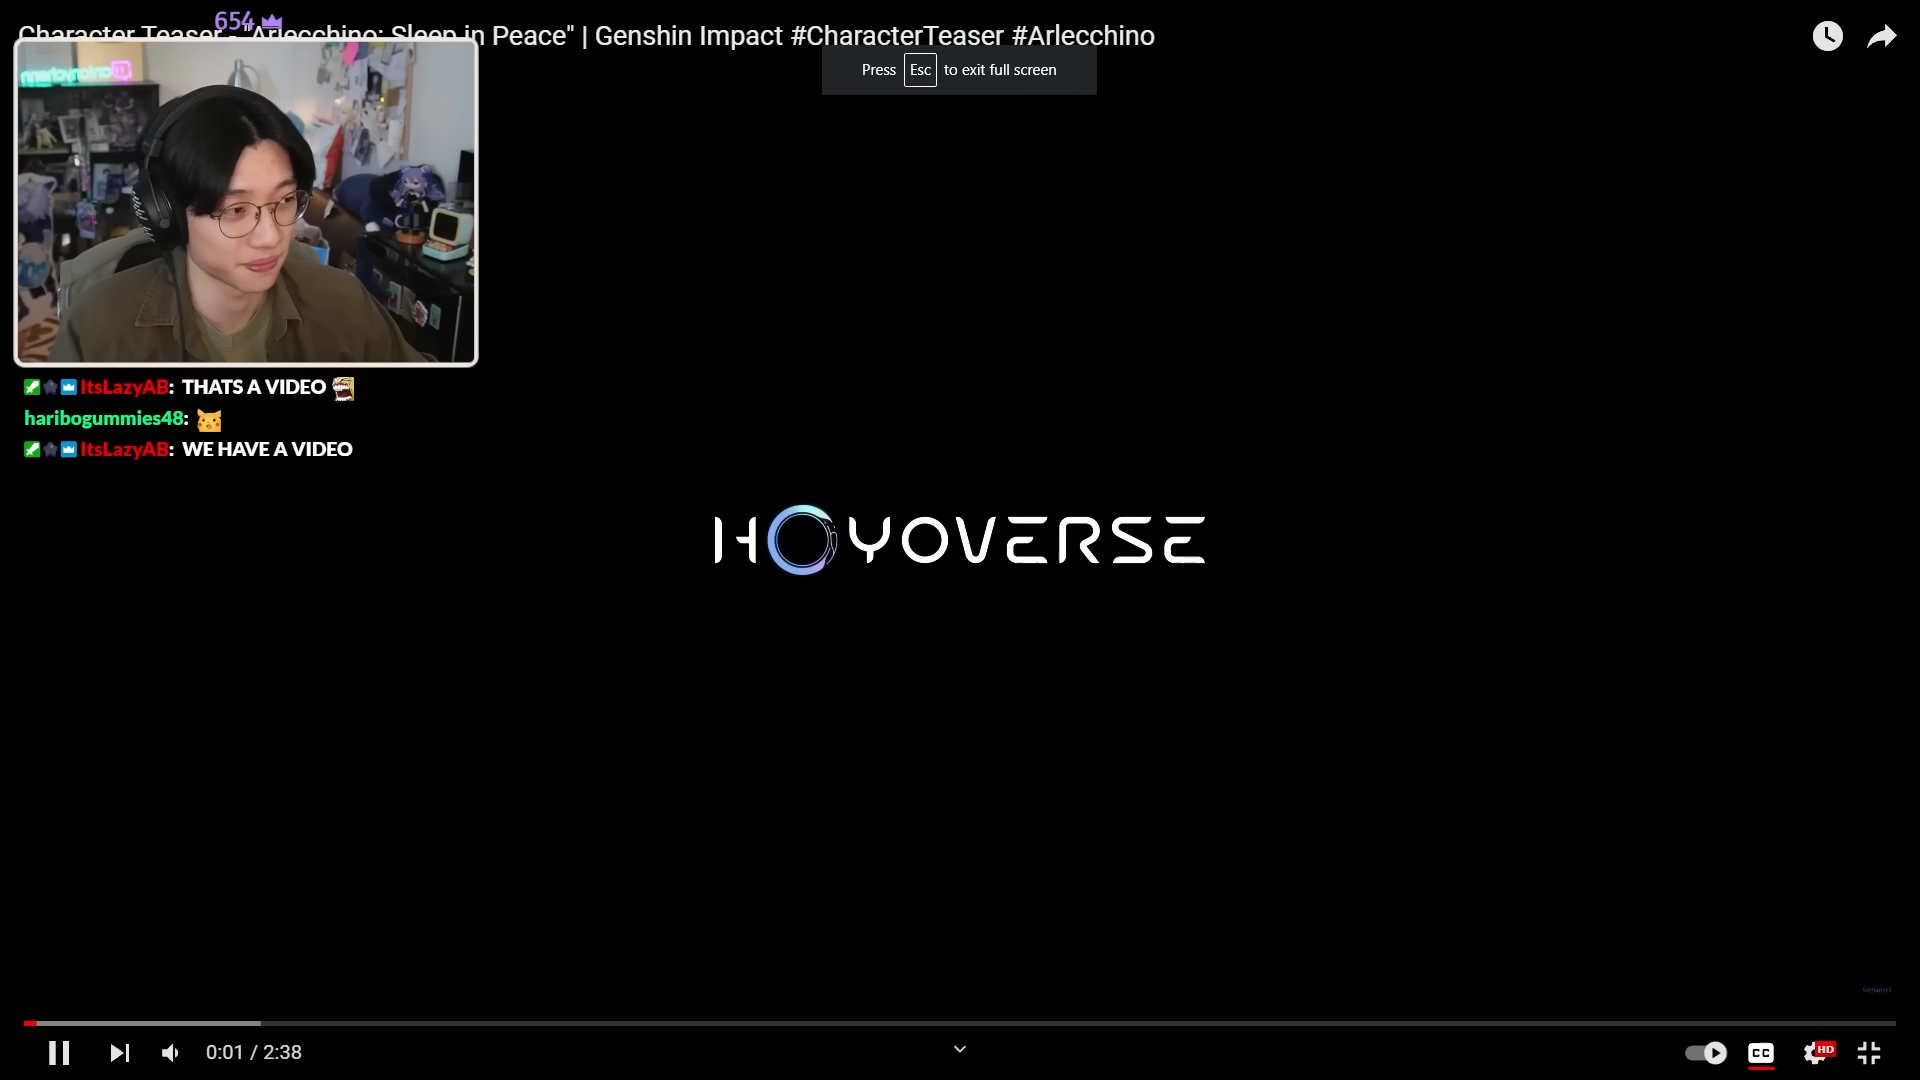 654
Character Teaser - "Arlecchino: Sleep in Peace" | Genshin Impact #CharacterTeaser #Arlecchino
Press Esc to exit full screen
ItsLazyAB: THATS A VIDEO
haribogummies48:
ItsLazyAB: WE HAVE A VIDEO
HOYOVERSE
0:01 / 2:38
CC
HD